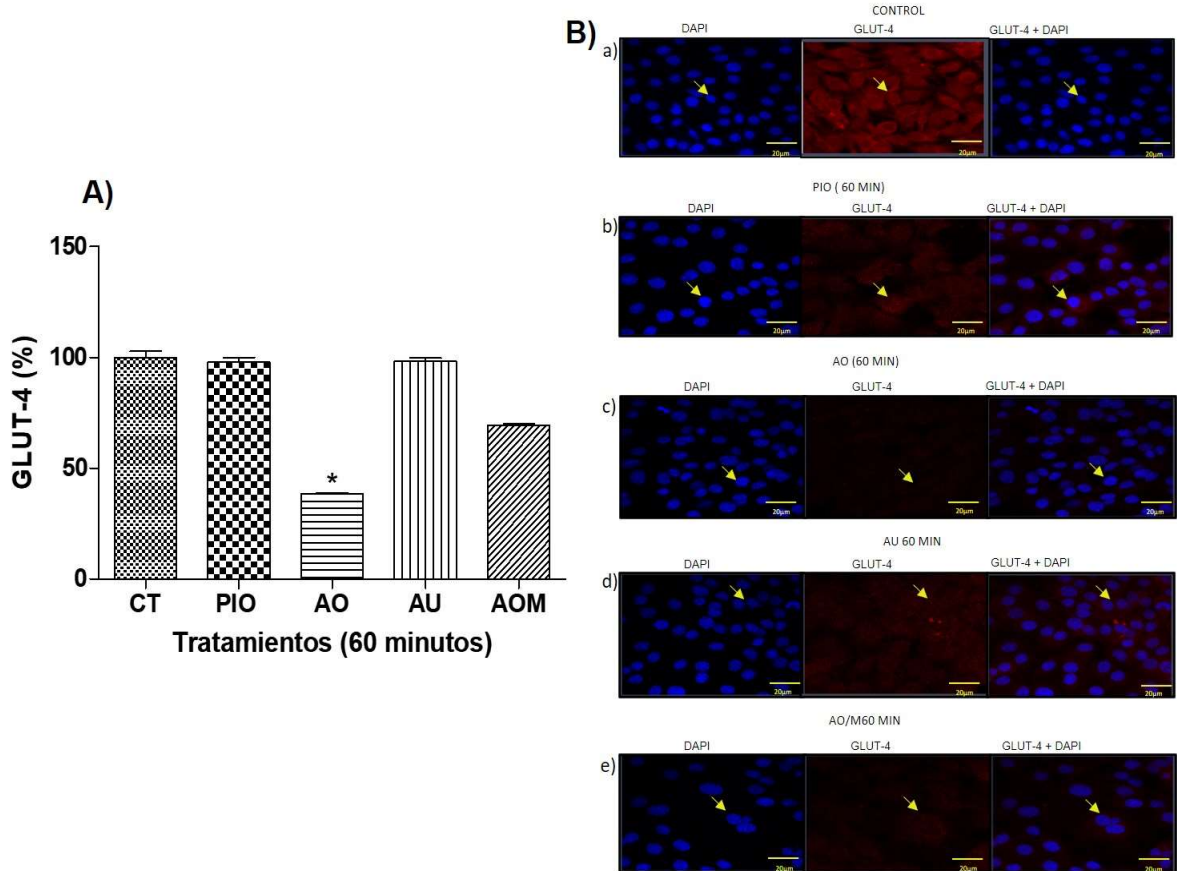 A)
150
100
50
0
GLUT-4 (%)
*
CT PIO AO AU AOM
Tratamientos (60 minutos)
B)
CONTROL
DAPI GLUT-4 GLUT-4 + DAPI
a)
20µm 20µm 20µm
PIO ( 60 MIN)
DAPI GLUT-4 GLUT-4 + DAPI
b)
20µm 20µm 20µm
AO (60 MIN)
DAPI GLUT-4 GLUT-4 + DAPI
c)
20µm 20µm 20µm
AU 60 MIN
DAPI GLUT-4 GLUT-4 + DAPI
d)
20µm 20µm 20µm
AO/M60 MIN
DAPI GLUT-4 GLUT-4 + DAPI
e)
20µm 20µm 20µm